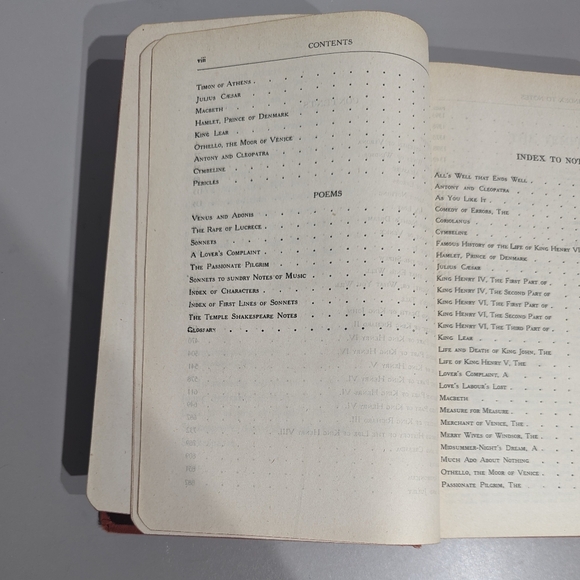 viii
CONTENTS
Timon of Athens
Julius Cæsar
Macbeth
Hamlet, Prince of Denmark
King Lear
Othello, the Moor of Venice
Antony and Cleopatra
Cymbeline
Pericles
POEMS
Venus and Adonis
The Rape of Lucrece
Sonnets
A Lover's Complaint
The Passionate Pilgrim
Sonnets to sundry Notes of Music
Index of Characters
Index of First Lines of Sonnets
The Temple Shakespeare Notes
Glossary
INDEX TO NOT
All's Well that Ends Well
Antony and Cleopatra
As You Like It
Comedy of Errors, The
Coriolanus
Cymbeline
Famous History of the Life of King Henry VI
Hamlet, Prince of Denmark
Julius Cæsar
King Henry IV, The First Part of
King Henry IV, The Second Part of
King Henry VI, The First Part of
King Henry VI, The Second Part of
King Henry VI, The Third Part of
King Lear
Life and Death of King John, The
Life of King Henry V, The
Lover's Complaint, A
Love's Labour's Lost
Macbeth
Measure for Measure
Merchant of Venice, The
Merry Wives of Windsor, The
Midsummer-Night's Dream, A
Much Ado About Nothing
Othello, the Moor of Venice
Passionate Pilgrim, The